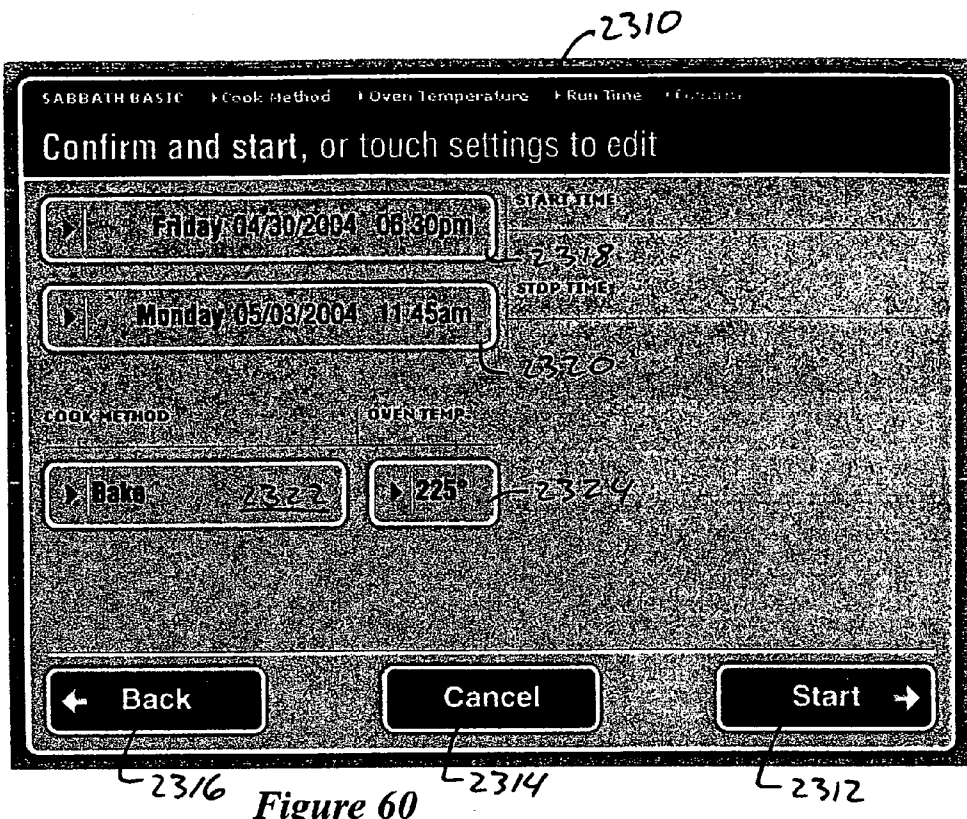 2310
SABBATH BASIC ▸Cook Method ▸Oven Temperature ▸Run Time
Confirm and start, or touch settings to edit
Friday 04/30/2004 06:30pm
START TIME
2318
STOP TIME
Monday 05/03/2004 11:45am
2320
COOK METHOD OVEN TEMP.
Bake 2322 225° 2324
← Back Cancel Start →
2316 2314 2312
Figure 60